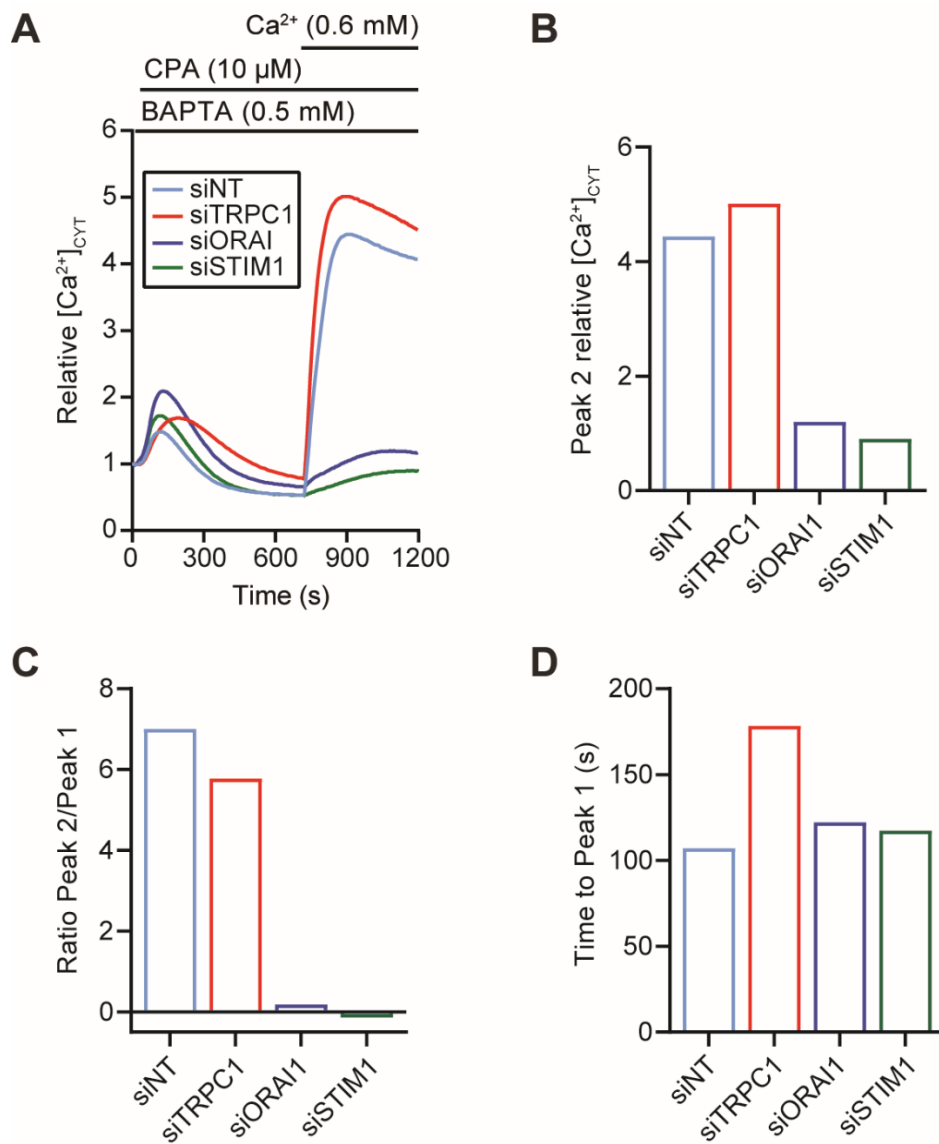 A
Ca²⁺ (0.6 mM)
CPA (10 µM)
BAPTA (0.5 mM)
Relative [Ca²⁺]CYT
6
5
4
3
2
1
0
siNT
siTRPC1
siORAI
siSTIM1
0 300 600 900 1200
Time (s)
B
Peak 2 relative [Ca²⁺]CYT
6
4
2
0
siNT siTRPC1 siORAI1 siSTIM1
C
Ratio Peak 2/Peak 1
8
6
4
2
0
siNT siTRPC1 siORAI1 siSTIM1
D
Time to Peak 1 (s)
200
150
100
50
0
siNT siTRPC1 siORAI1 siSTIM1